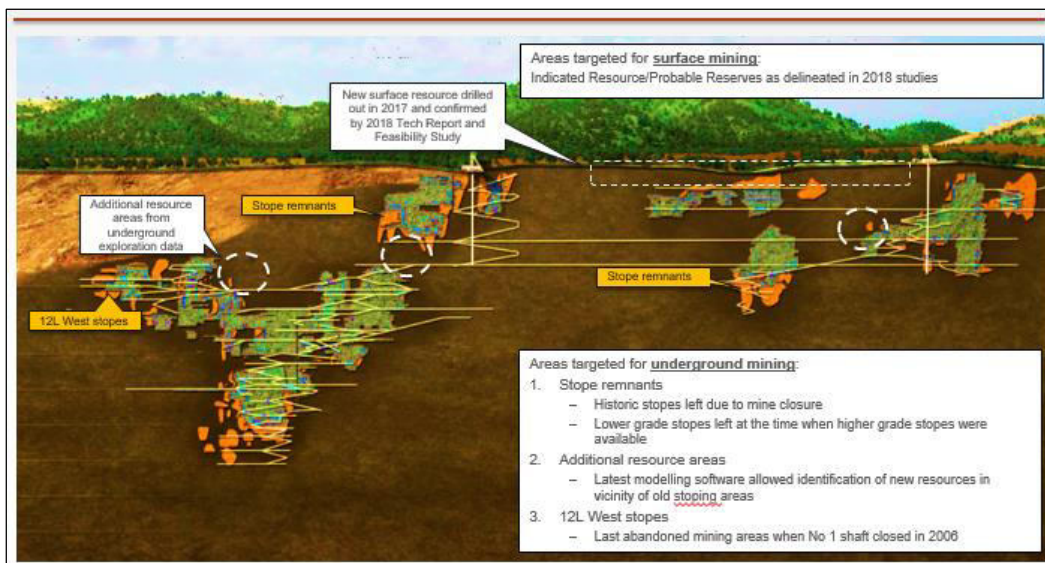 Areas targeted for surface mining:
Indicated Resource/Probable Reserves as delineated in 2018 studies
New surface resource drilled
out in 2017 and confirmed
by 2018 Tech Report and
Feasibility Study
Additional resource
areas from
underground
exploration data
Stope remnants
Stope remnants
12L West stopes
Areas targeted for underground mining:
1. Stope remnants
– Historic stopes left due to mine closure
– Lower grade stopes left at the time when higher grade stopes were
available
2. Additional resource areas
– Latest modelling software allowed identification of new resources in
vicinity of old stoping areas
3. 12L West stopes
– Last abandoned mining areas when No 1 shaft closed in 2006